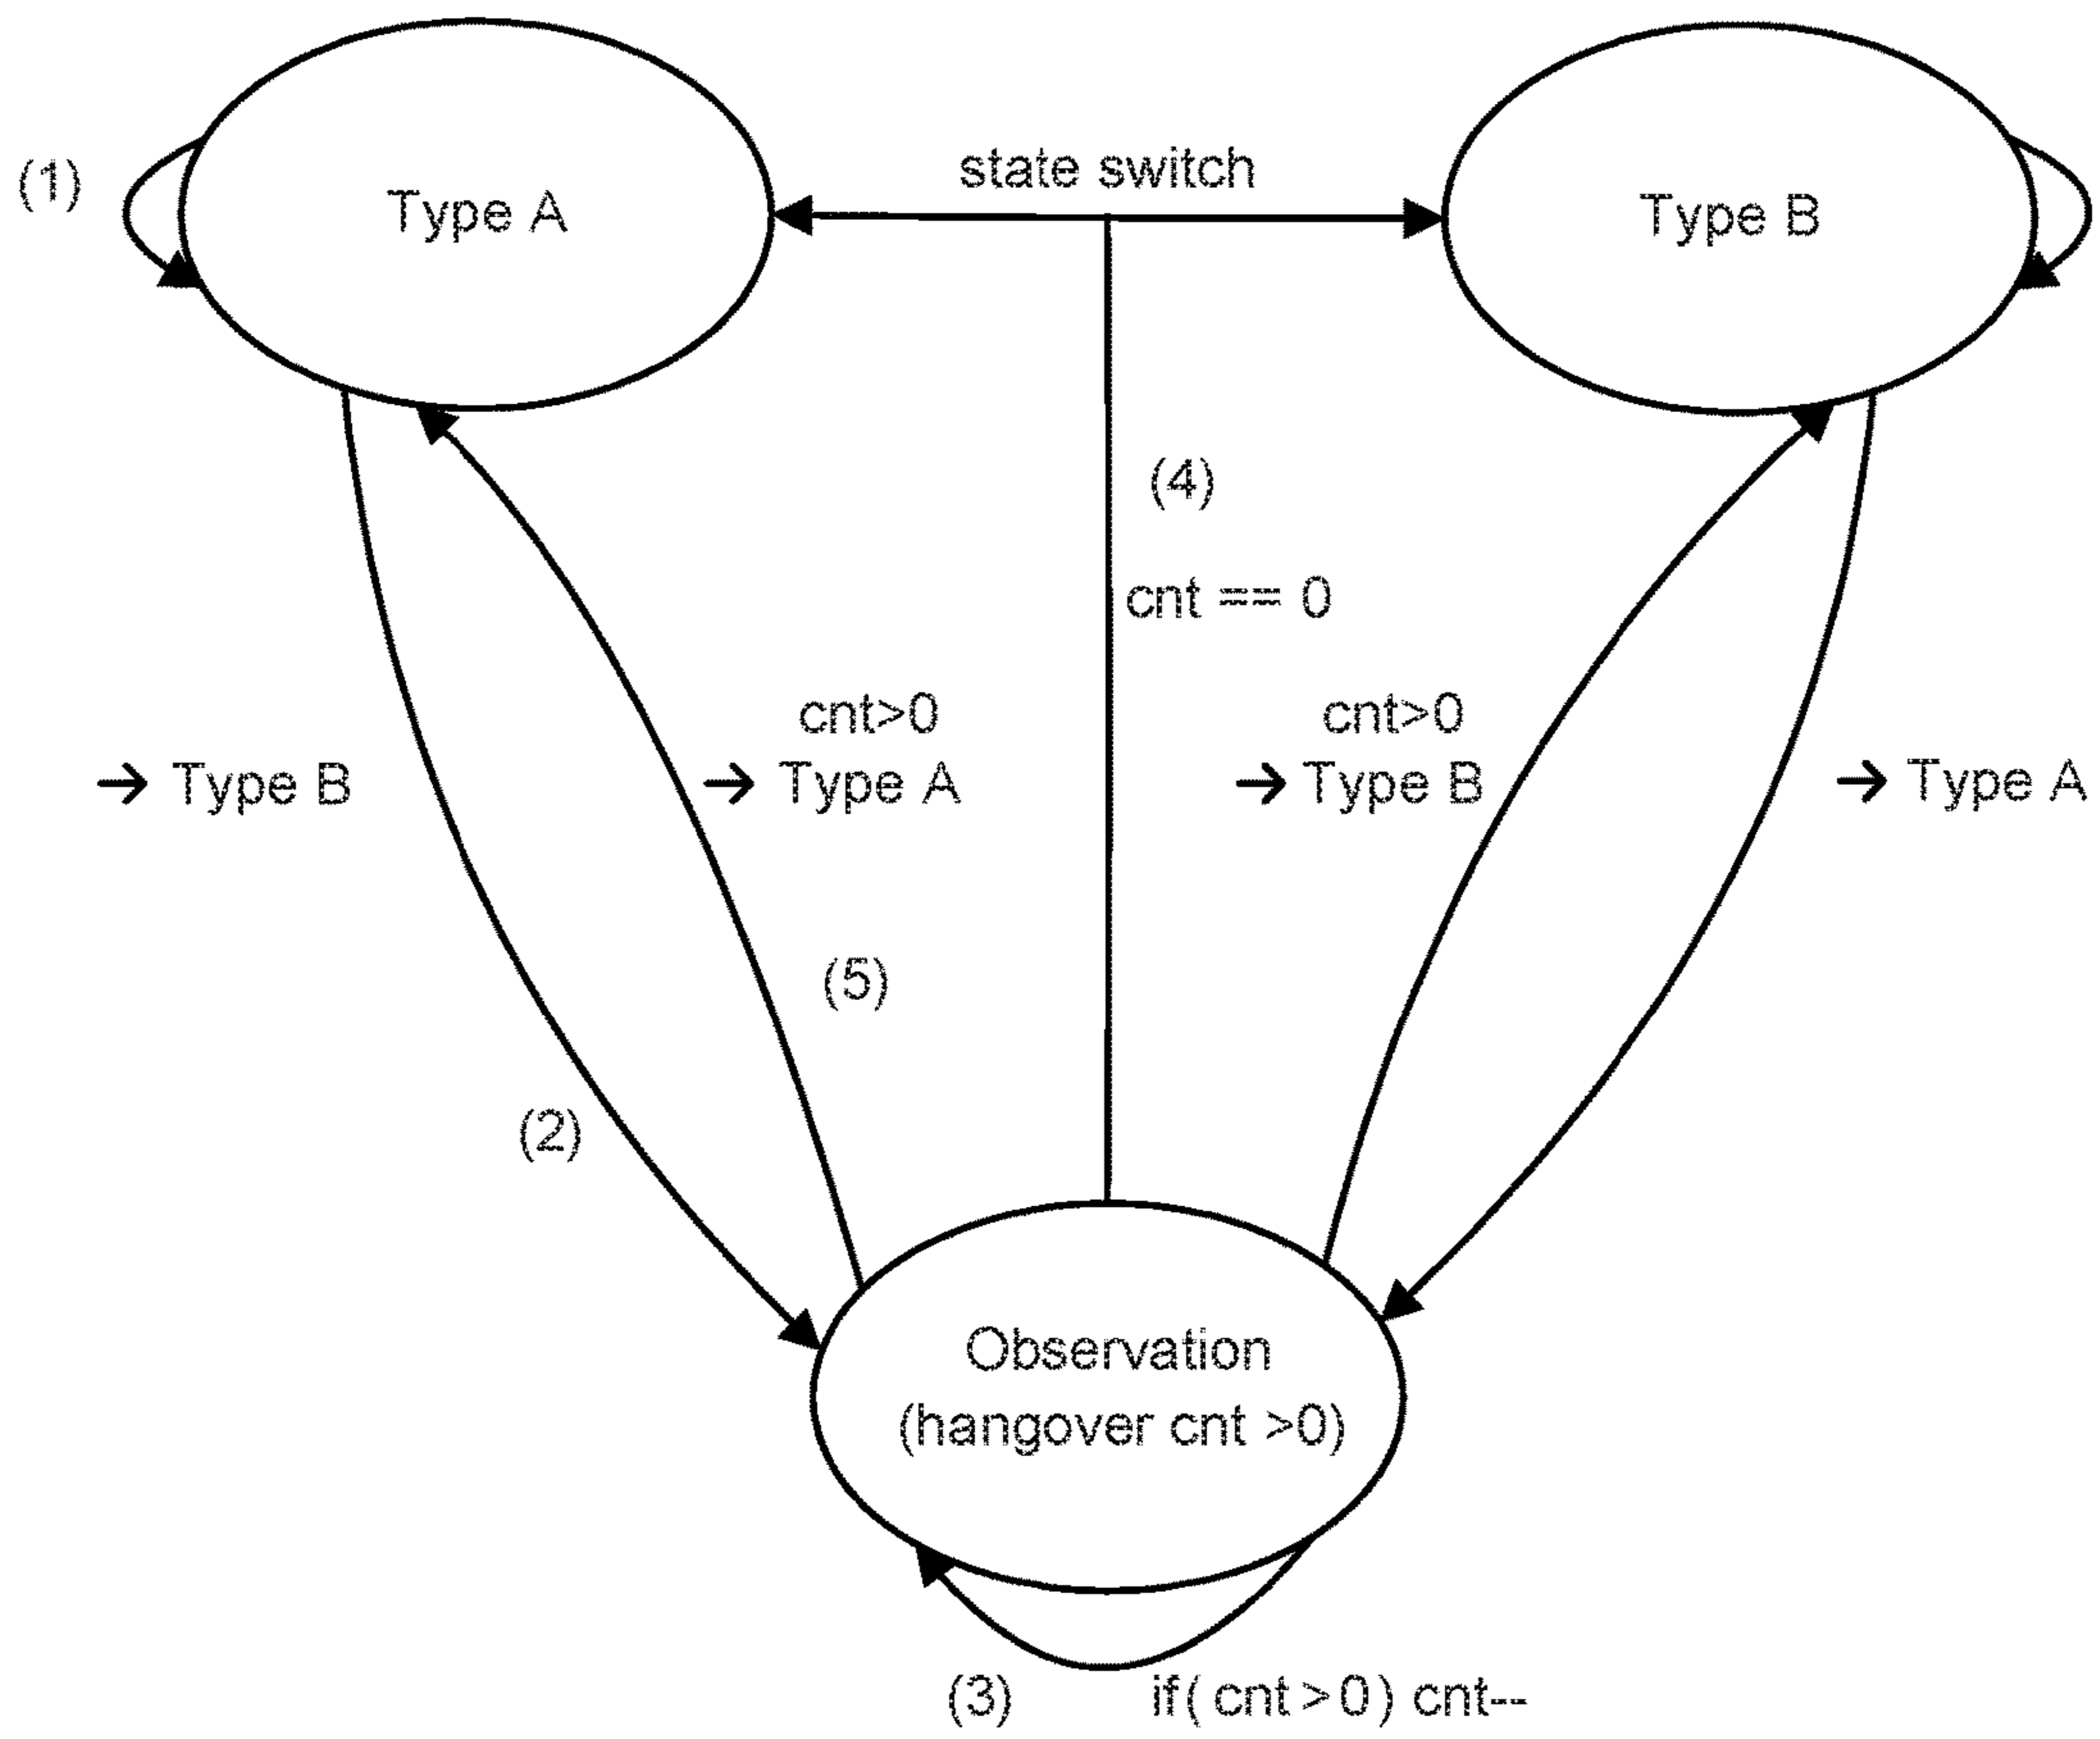 state switch
(1)
Type A
Type B
(4)
cnt == 0
cnt>0
cnt>0
→ Type B
→ Type A
→ Type B
→ Type A
(5)
(2)
Observation
(hangover cnt >0)
(3)
if( cnt > 0 ) cnt--